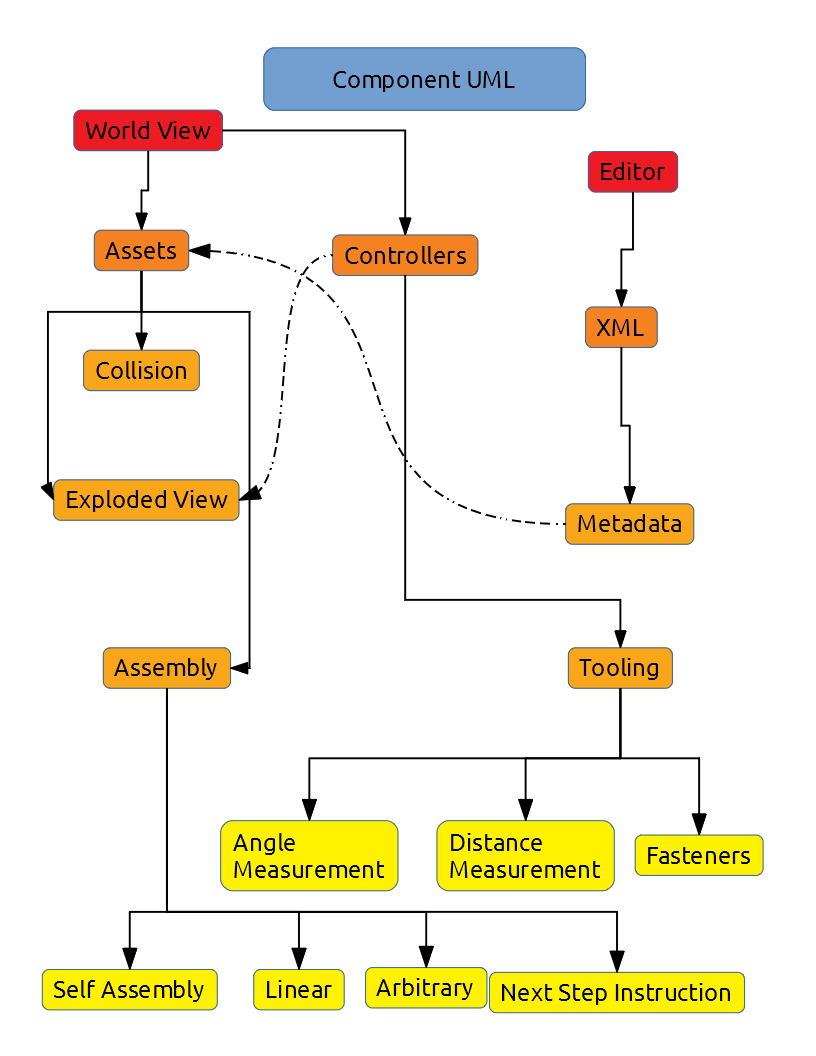 Component UML
World View
Editor
Assets
Controllers
XML
Collision
Exploded View
Metadata
Assembly
Tooling
Angle
Measurement
Distance
Measurement
Fasteners
Self Assembly
Linear
Arbitrary
Next Step Instruction